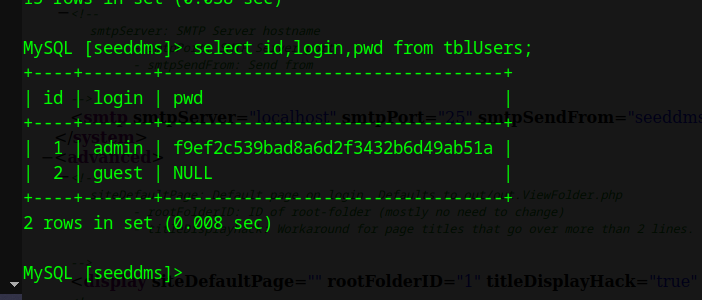 15 rows in set (0.038 sec)
<!--
smtpServer: SMTP Server hostname
- smtpSendFrom: Send from
MySQL [seeddms]> select id,login,pwd from tblUsers;
+----+-------+----------------------------------+
| id | login | pwd                              |
<smtp smtpServer="localhost" smtpPort="25" smtpSendFrom="seeddms
+----+-------+----------------------------------+
</system>
|  1 | admin | f9ef2c539bad8a6d2f3432b6d49ab51a |
−<advanced>
|  2 | guest | NULL                             |
+----+-------+----------------------------------+
siteDefaultPage: Default page on login. Defaults to out/out.ViewFolder.php
2 rows in set (0.008 sec)
rootFolderID: ID of root-folder (mostly no need to change)
Workaround for page titles that go over more than 2 lines.
MySQL [seeddms]>
<display siteDefaultPage="" rootFolderID="1" titleDisplayHack="true"